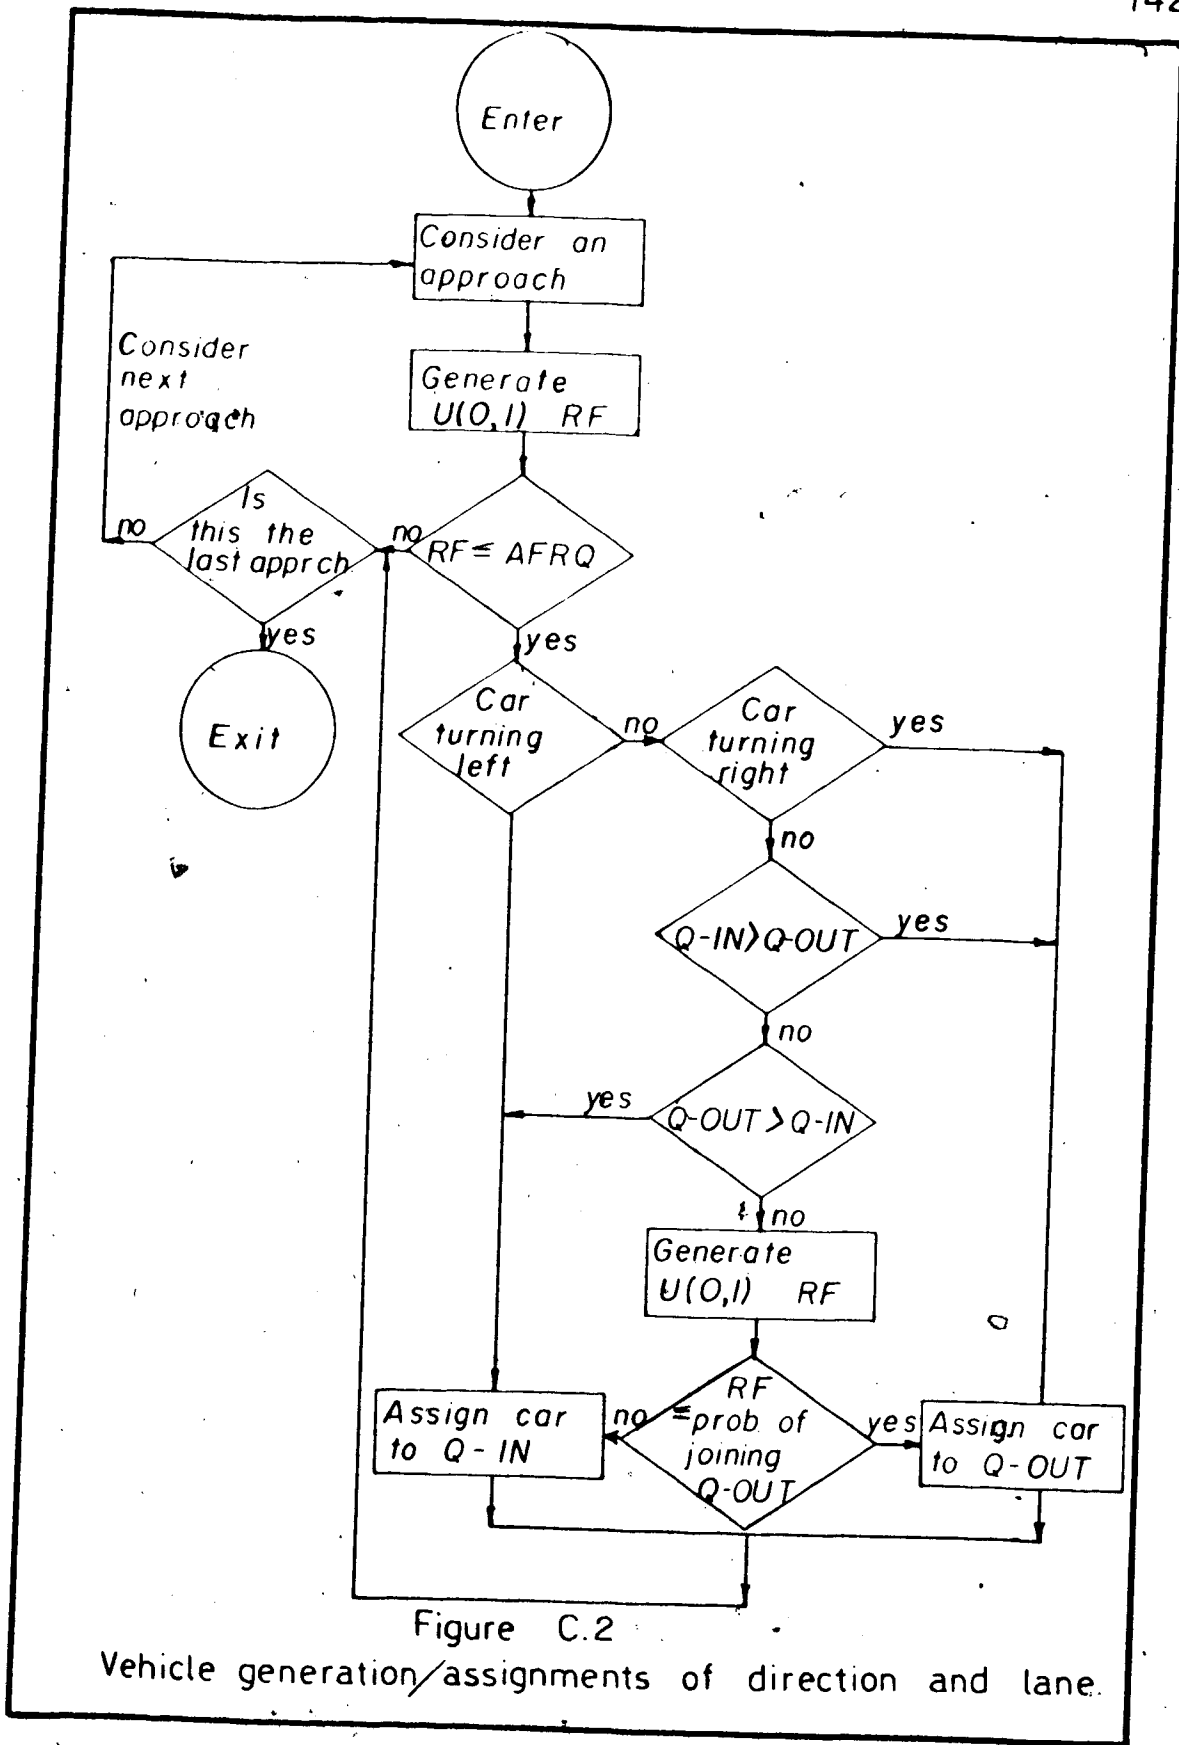 Enter
Consider an
approach
Consider
next
approach
Generate
U(0,1) RF
Is
this the
last apprch
no
no
RF ≤ AFRQ
yes
yes
Exit
Car
turning
left
no
Car
turning
right
yes
no
Q-IN>Q-OUT
yes
no
yes
Q-OUT>Q-IN
no
Generate
U(0,1) RF
Assign car
to Q-IN
no
RF
≤prob. of
joining
Q-OUT
yes
Assign car
to Q-OUT
Figure C.2
Vehicle generation/assignments of direction and lane.